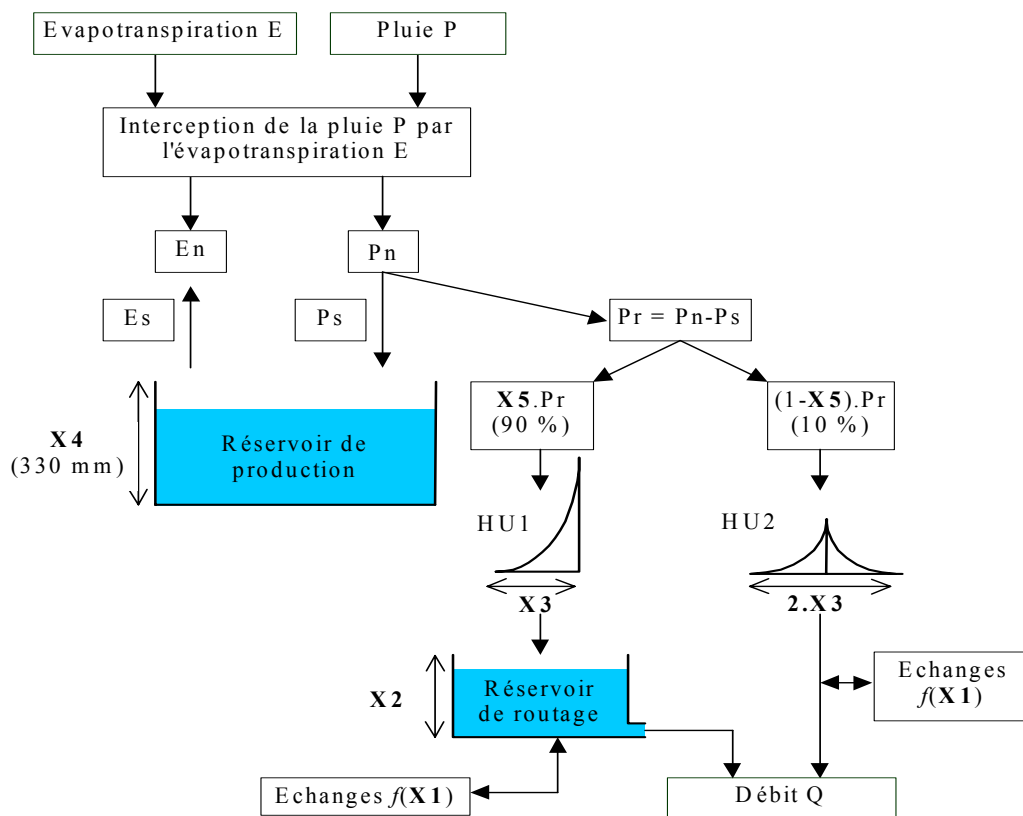 Evapotranspiration E
Pluie P
Interception de la pluie P par
l'évapotranspiration E
En
Pn
Es
Ps
Pr = Pn-Ps
X4
(330 mm)
Réservoir de
production
X5.Pr
(90 %)
(1-X5).Pr
(10 %)
HU1
HU2
X3
2.X3
X2
Réservoir
de routage
Echanges
f(X1)
Echanges f(X1)
Débit Q